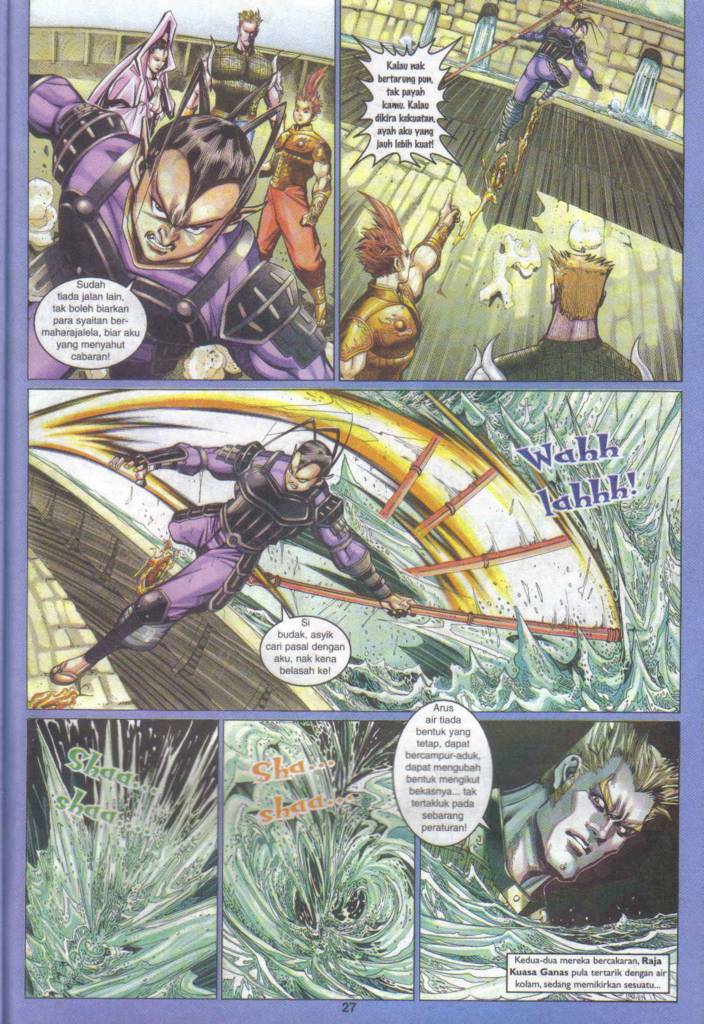 Sudah
tiada jalan lain,
tak boleh biarkan
para syaitan ber-
maharajalela, biar aku
yang menyahut
cabaran!
Kalau nak
bertarung pun,
tak payah
kamu. Kalau
dikira kekuatan,
ayah aku yang
jauh lebih kuat!
Wahh
lahhh!
Si
budak, asyik
cari pasal dengan
aku, nak kena
belasah ke!
Shaa...
shaa...
Sha...
shaa...
Arus
air tiada
bentuk yang
tetap, dapat
bercampur-aduk,
dapat mengubah
bentuk mengikut
bekasnya... tak
tertakluk pada
sebarang
peraturan!
Kedua-dua mereka bercakaran, Raja
Kuasa Ganas pula tertarik dengan air
kolam, sedang memikirkan sesuatu...
27